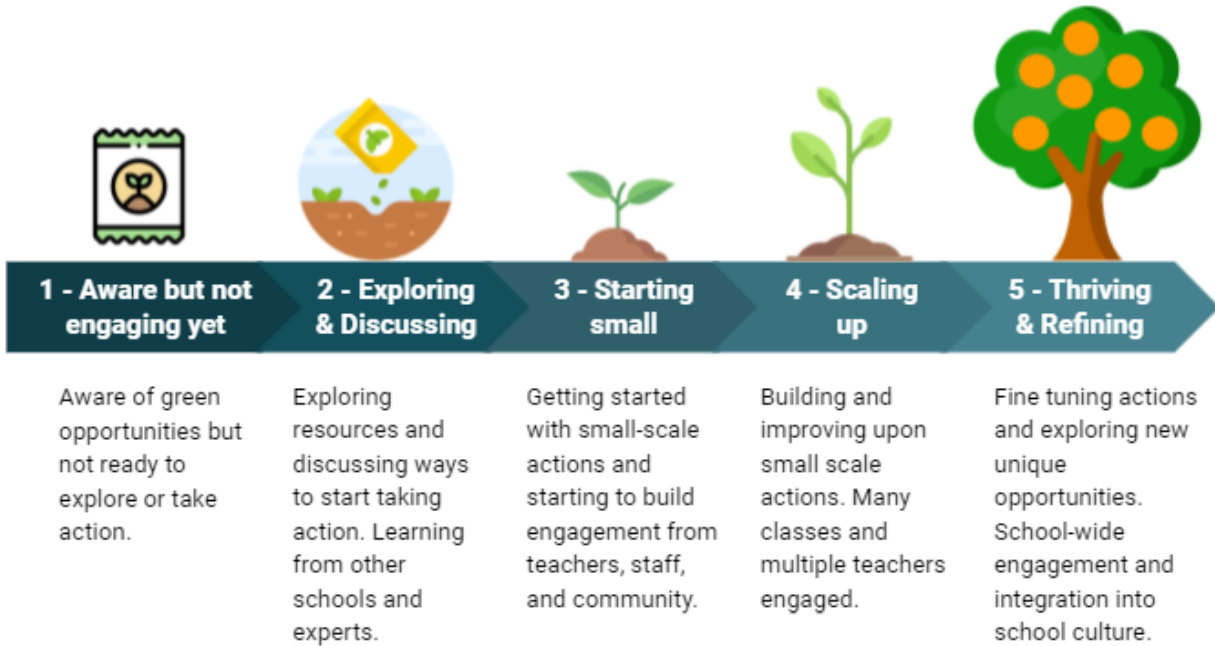 1 - Aware but not
engaging yet
2 - Exploring
& Discussing
3 - Starting
small
4 - Scaling
up
5 - Thriving
& Refining
Aware of green
opportunities but
not ready to
explore or take
action.
Exploring
resources and
discussing ways
to start taking
action. Learning
from other
schools and
experts.
Getting started
with small-scale
actions and
starting to build
engagement from
teachers, staff,
and community.
Building and
improving upon
small scale
actions. Many
classes and
multiple teachers
engaged.
Fine tuning actions
and exploring new
unique
opportunities.
School-wide
engagement and
integration into
school culture.